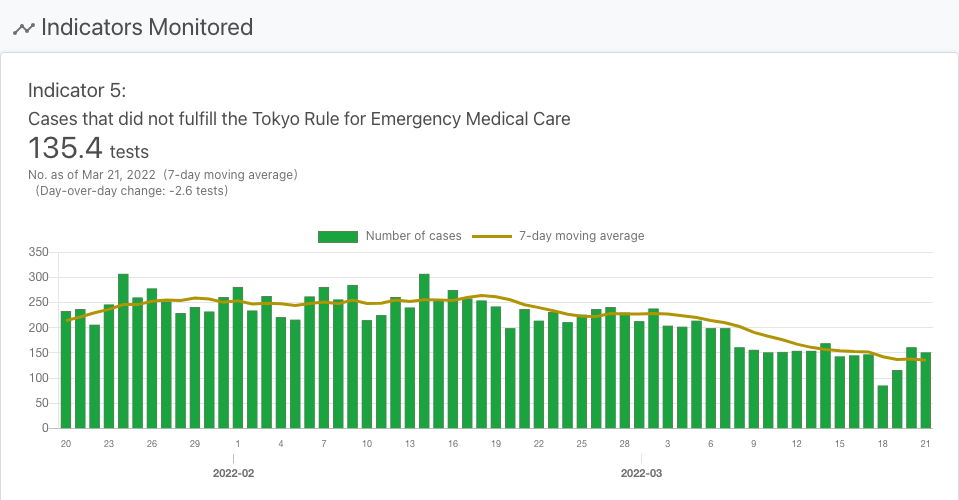 Indicators Monitored
Indicator 5:
Cases that did not fulfill the Tokyo Rule for Emergency Medical Care
135.4 tests
No. as of Mar 21, 2022 (7-day moving average)
(Day-over-day change: -2.6 tests)
Number of cases 7-day moving average
350
300
250
200
150
100
50
0
20 23 26 29 1 4 7 10 13 16 19 22 25 28 3 6 9 12 15 18 21
2022-02 2022-03